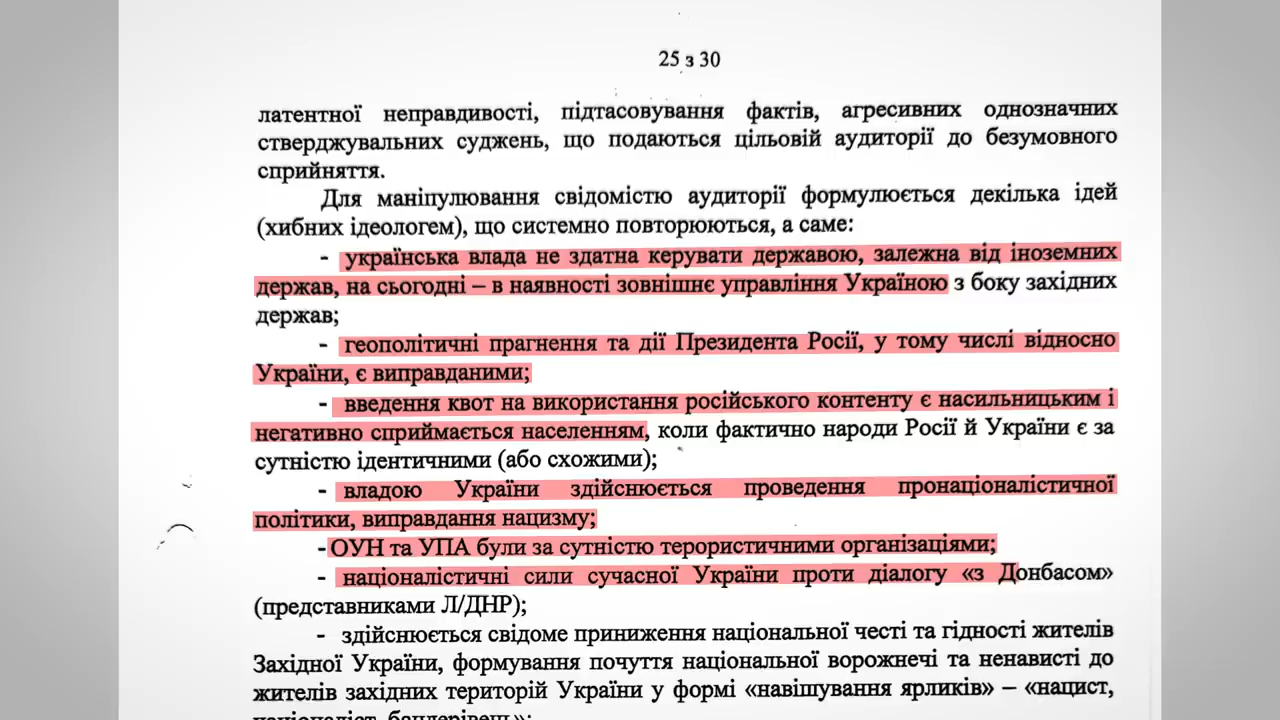 25 з 30
латентної неправдивості, підтасовування фактів, агресивних однозначних
стверджувальних суджень, що подаються цільовій аудиторії до безумовного
сприйняття.
Для маніпулювання свідомістю аудиторії формулюється декілька ідей
(хибних ідеологем), що системно повторюються, а саме:
- українська влада не здатна керувати державою, залежна від іноземних
держав, на сьогодні – в наявності зовнішнє управління Україною з боку західних
держав;
- геополітичні прагнення та дії Президента Росії, у тому числі відносно
України, є виправданими;
- введення квот на використання російського контенту є насильницьким і
негативно сприймається населенням, коли фактично народи Росії й України є за
сутністю ідентичними (або схожими);
- владою України здійснюється проведення пронаціоналістичної
політики, виправдання нацизму;
- ОУН та УПА були за сутністю терористичними організаціями;
- націоналістичні сили сучасної України проти діалогу «з Донбасом»
(представниками Л/ДНР);
- здійснюється свідоме приниження національної честі та гідності жителів
Західної України, формування почуття національної ворожнечі та ненависті до
жителів західних територій України у формі «навішування ярликів» – «нацист,
націоналіст, бандерівець»;